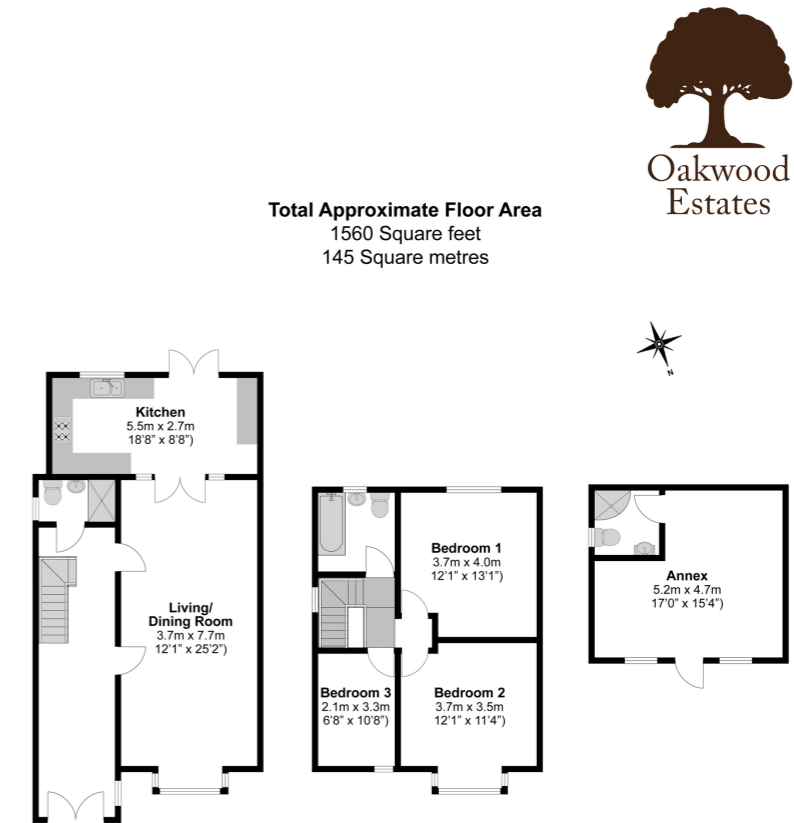 Oakwood
Estates
Total Approximate Floor Area
1560 Square feet
145 Square metres
N
Kitchen
5.5m x 2.7m
18'8” x 8'8”)
Living/
Dining Room
3.7m x 7.7m
12'1” x 25'2”)
Bedroom 1
3.7m x 4.0m
12'1” x 13'1”)
Bedroom 3
2.1m x 3.3m
6'8” x 10'8”)
Bedroom 2
3.7m x 3.5m
12'1” x 11'4”)
Annex
5.2m x 4.7m
17'0” x 15'4”)